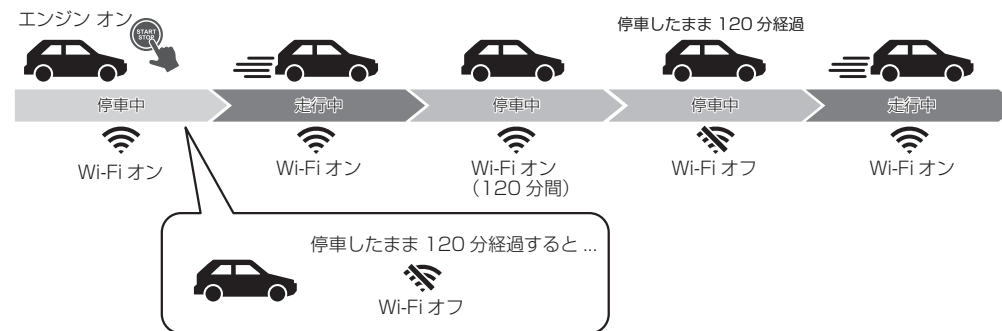 エンジン オン
START
STOP
停車したまま 120 分経過
停車中
走行中
停車中
停車中
走行中
Wi-Fi オン
Wi-Fi オン
Wi-Fi オン
（120 分間）
Wi-Fi オフ
Wi-Fi オン
停車したまま 120 分経過すると ...
Wi-Fi オフ